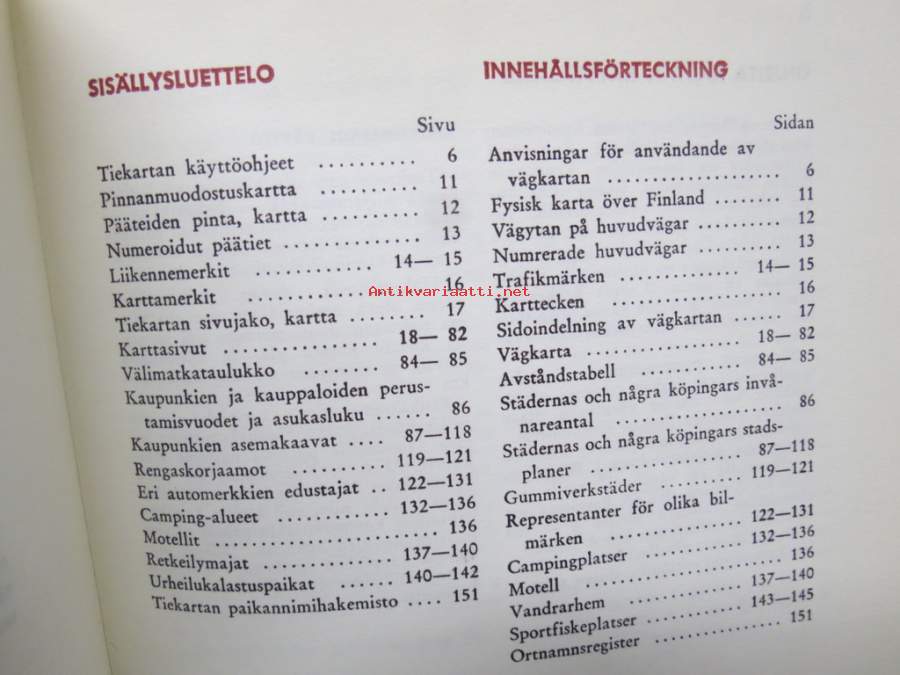 SISÄLLYSLUETTELO
Sivu
Tiekartan käyttöohjeet .......... 6
Pinnanmuodostuskartta .......... 11
Pääteiden pinta, kartta .......... 12
Numeroidut päätiet .............. 13
Liikennemerkit ............ 14— 15
Karttamerkit .................. 16
Tiekartan sivujako, kartta ........ 17
Karttasivut ................ 18— 82
Välimatkataulukko ........ 84— 85
Kaupunkien ja kauppaloiden perus-
tamisvuodet ja asukasluku ...... 86
Kaupunkien asemakaavat .... 87—118
Rengaskorjaamot .......... 119—121
Eri automerkkien edustajat .. 122—131
Camping-alueet ............ 132—136
Motellit ........................ 136
Retkeilymajat .............. 137—140
Urheilukalastuspaikat ...... 140—142
Tiekartan paikannimihakemisto .... 151
INNEHÅLLSFÖRTECKNING
Sidan
Anvisningar för användande av
vägkartan .................... 6
Fysisk karta över Finland ........ 11
Vägytan på huvudvägar .......... 12
Numrerade huvudvägar .......... 13
Trafikmärken .............. 14— 15
Karttecken .................... 16
Sidoindelning av vägkartan ...... 17
Vägkarta .................. 18— 82
Avståndstabell ............ 84— 85
Städernas och några köpingars invå-
nareantal .................... 86
Städernas och några köpingars stads-
planer .................. 87—118
Gummiverkstäder .......... 119—121
Representanter för olika bil-
märken ................ 122—131
Campingplatser ............ 132—136
Motell ........................ 136
Vandrarhem .............. 137—140
Sportfiskeplatser ............ 143—145
Ortnamnsregister ................ 151
Antikvariaatti.net